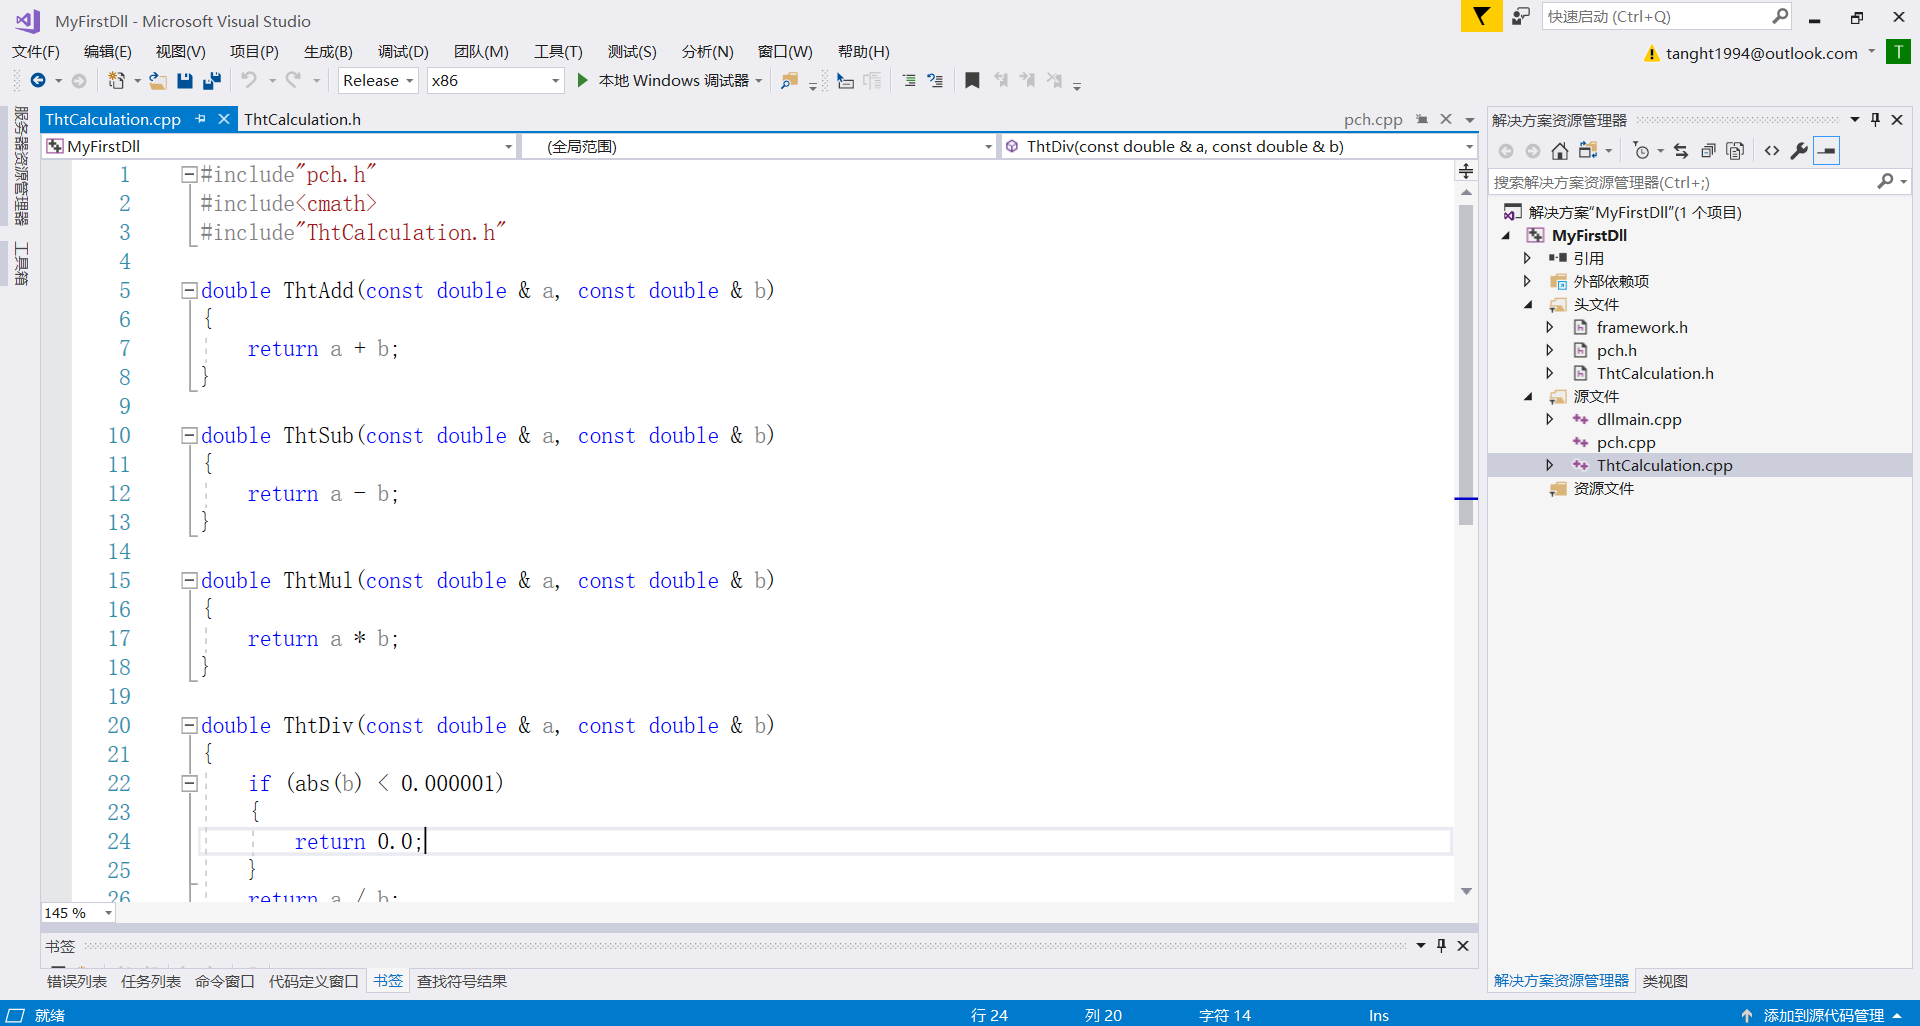 MyFirstDll - Microsoft Visual Studio
快速启动 (Ctrl+Q)
文件(F) 编辑(E) 视图(V) 项目(P) 生成(B) 调试(D) 团队(M) 工具(T) 测试(S) 分析(N) 窗口(W) 帮助(H)
tanght1994@outlook.com T
Release x86 本地 Windows 调试器
服务器资源管理器
工具箱
ThtCalculation.cpp ThtCalculation.h pch.cpp
MyFirstDll (全局范围) ThtDiv(const double & a, const double & b)
1 #include"pch.h"
2 #include<cmath>
3 #include"ThtCalculation.h"
4
5 double ThtAdd(const double & a, const double & b)
6 {
7 return a + b;
8 }
9
10 double ThtSub(const double & a, const double & b)
11 {
12 return a - b;
13 }
14
15 double ThtMul(const double & a, const double & b)
16 {
17 return a * b;
18 }
19
20 double ThtDiv(const double & a, const double & b)
21 {
22 if (abs(b) < 0.000001)
23 {
24 return 0.0;
25 }
26 return a / b;
145 %
书签
错误列表 任务列表 命令窗口 代码定义窗口 书签 查找符号结果
解决方案资源管理器
搜索解决方案资源管理器(Ctrl+;)
解决方案"MyFirstDll"(1 个项目)
MyFirstDll
引用
外部依赖项
头文件
framework.h
pch.h
ThtCalculation.h
源文件
dllmain.cpp
pch.cpp
ThtCalculation.cpp
资源文件
解决方案资源管理器 类视图
就绪 行 24 列 20 字符 14 Ins 添加到源代码管理